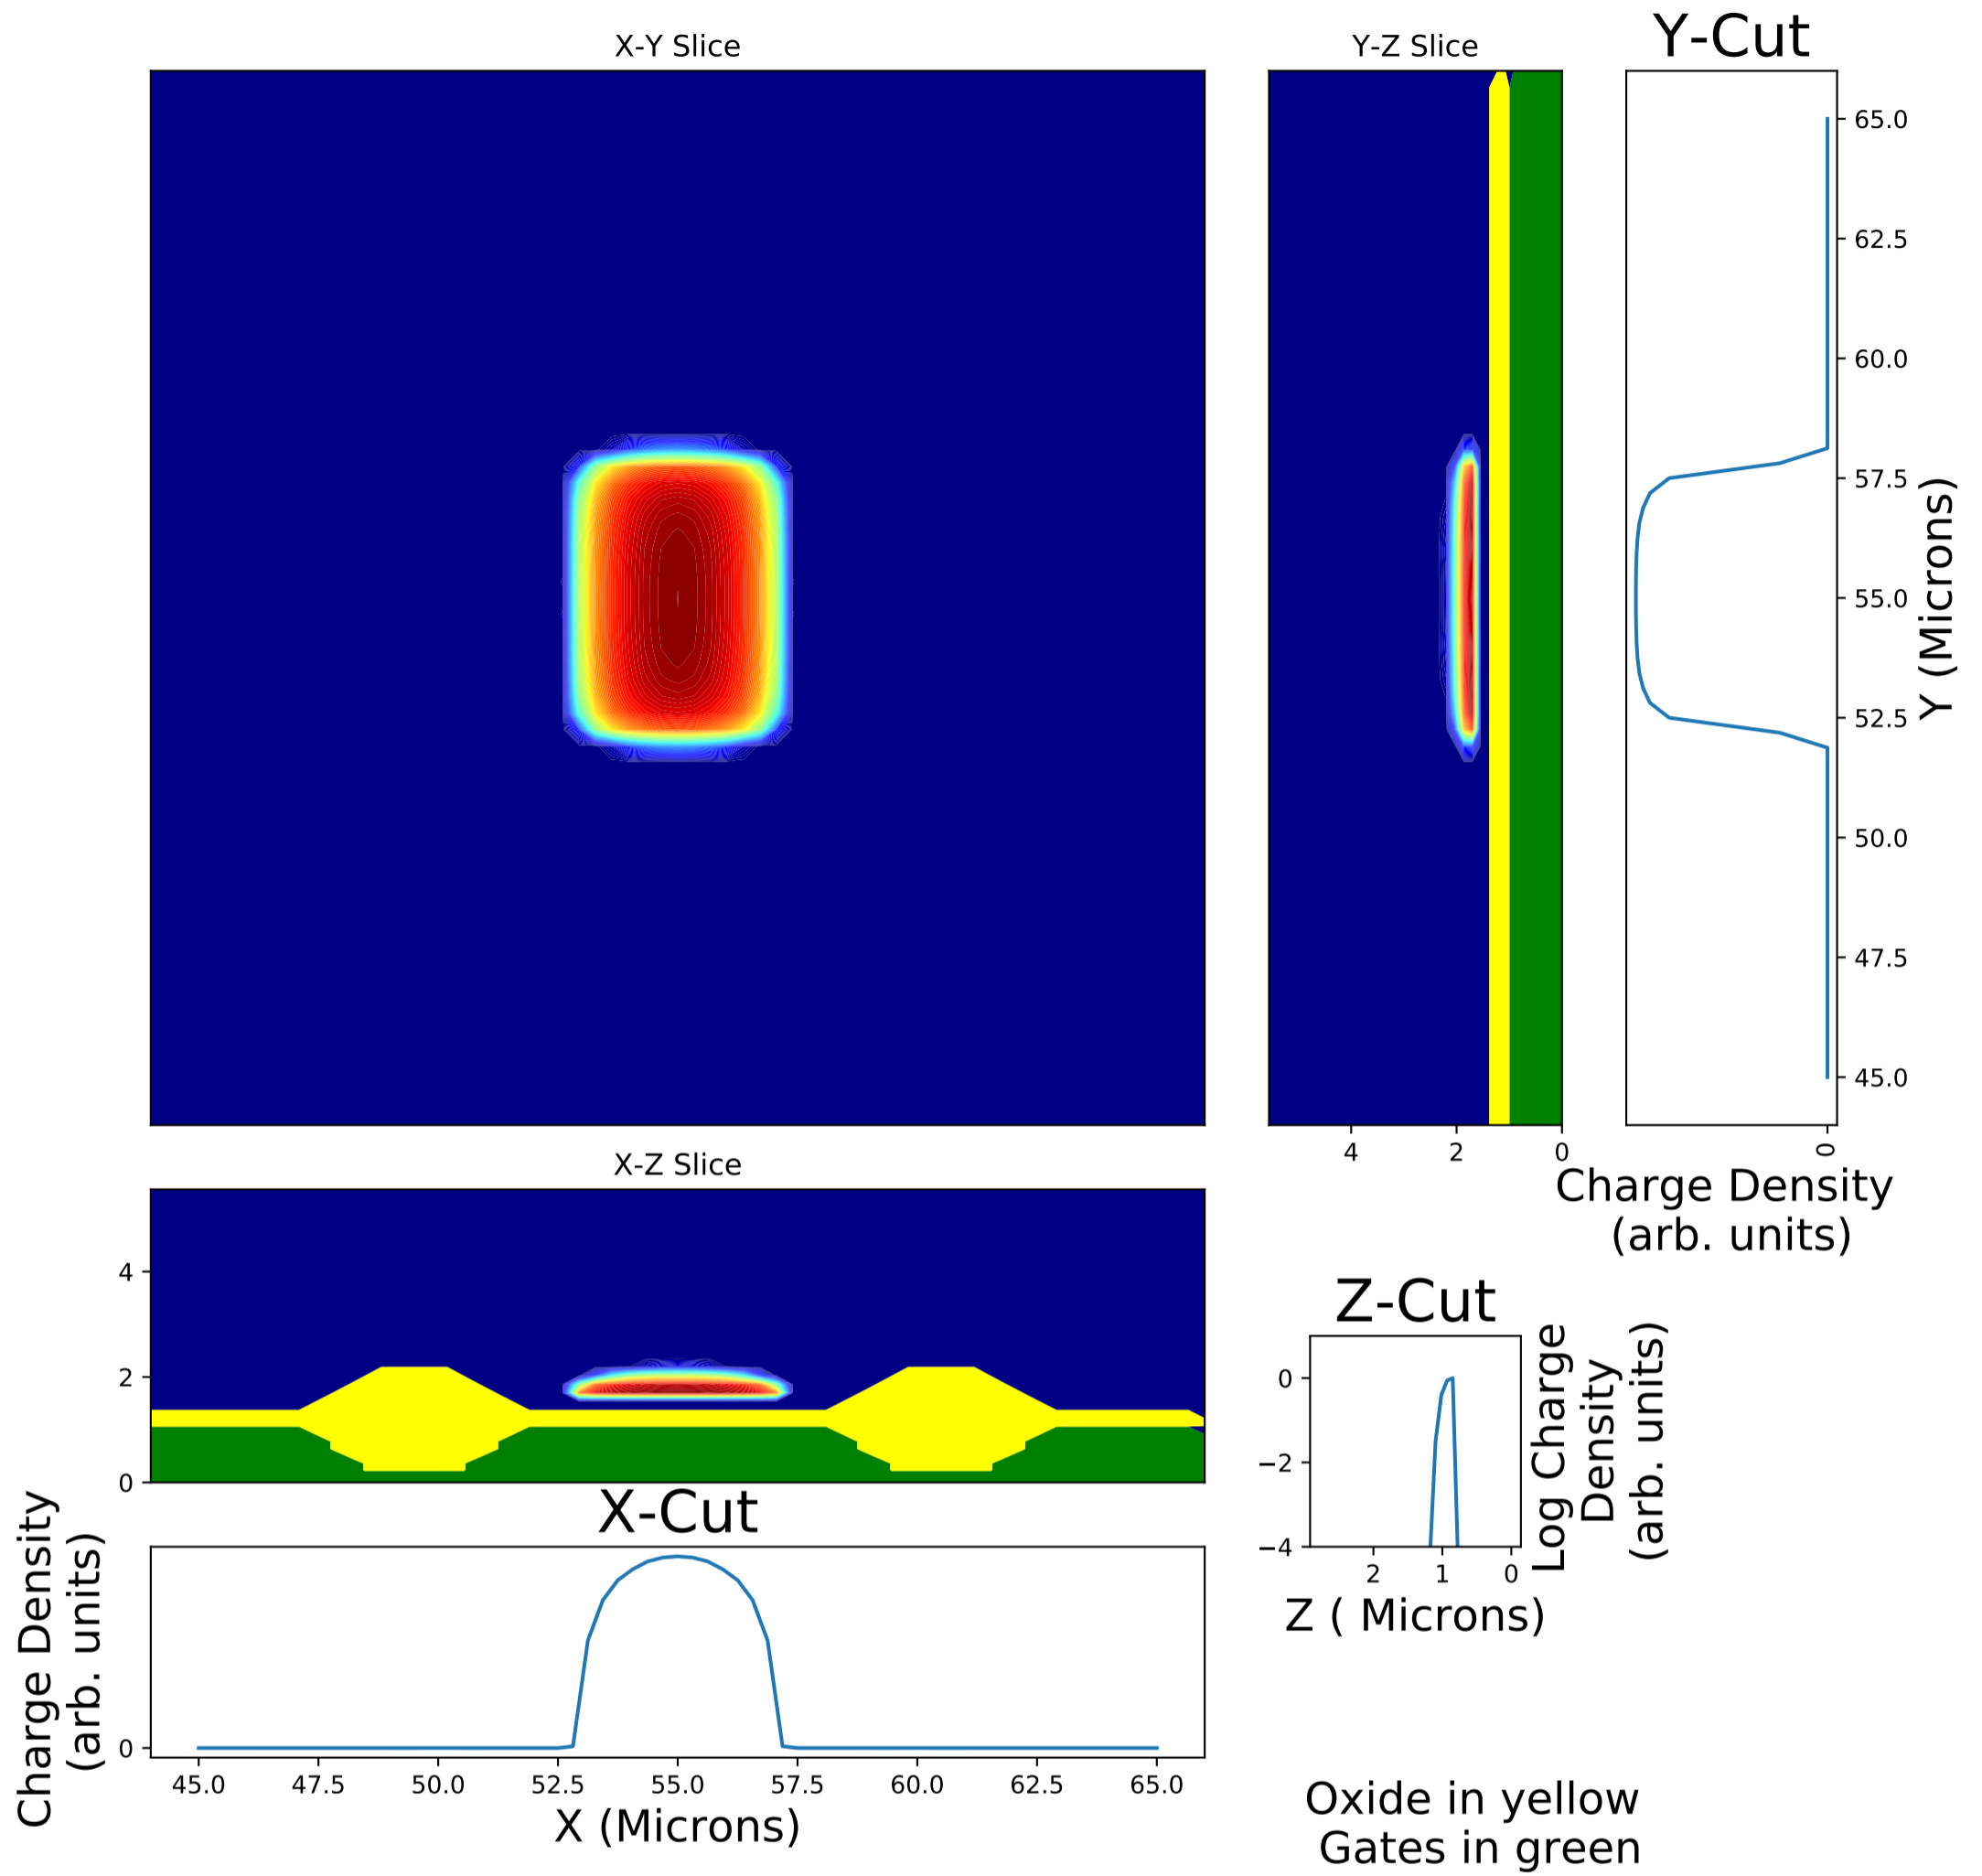 X-Y Slice
Y-Z Slice
Y-Cut
65.0
62.5
60.0
57.5
55.0
52.5
50.0
47.5
45.0
Y (Microns)
4
2
0
0
Charge Density
(arb. units)
X-Z Slice
4
2
0
Z-Cut
0
−2
−4
2
1
0
Z ( Microns)
Log Charge
Density
(arb. units)
X-Cut
Charge Density
(arb. units)
0
45.0
47.5
50.0
52.5
55.0
57.5
60.0
62.5
65.0
X (Microns)
Oxide in yellow
Gates in green